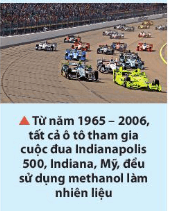 ▲ Từ năm 1965 – 2006,
tất cả ô tô tham gia
cuộc đua Indianapolis
500, Indiana, Mỹ, đều
sử dụng methanol làm
nhiên liệu